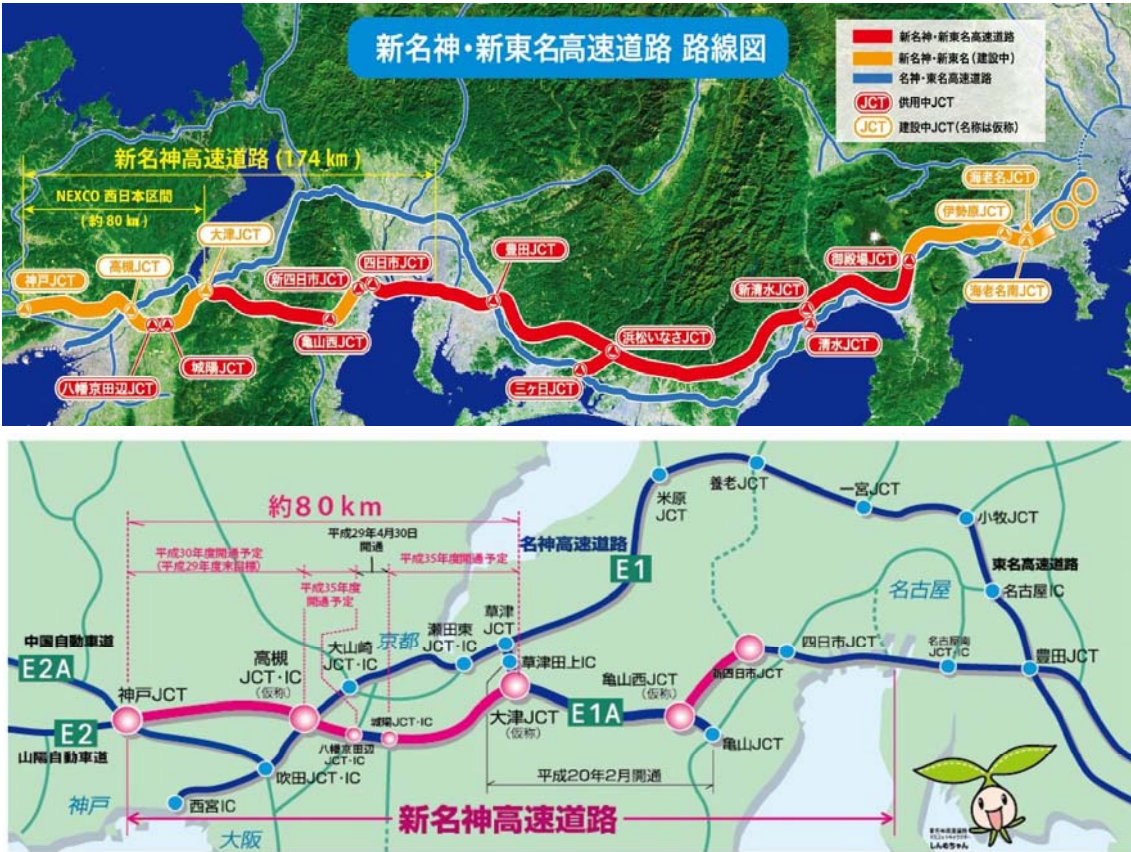 新名神・新東名高速道路 路線図
新名神・新東名高速道路
新名神・新東名(建設中)
名神・東名高速道路
JCT 供用中JCT
JCT 建設中JCT(名称は仮称)
新名神高速道路(174㎞)
NEXCO 西日本区間
(約80㎞)
大津JCT
高槻JCT
神戸JCT
八幡京田辺JCT
城陽JCT
新四日市JCT
四日市JCT
亀山西JCT
豊田JCT
浜松いなさJCT
三ヶ日JCT
新清水JCT
清水JCT
御殿場JCT
伊勢原JCT
海老名JCT
海老名南JCT
約80km
平成30年度開通予定
(平成29年度末目標)
平成35年度
開通予定
平成29年4月30日
開通
平成35年度開通予定
名神高速道路
E1
米原
JCT
養老JCT
一宮JCT
小牧JCT
東名高速道路
名古屋IC
名古屋
中国自動車道
E2A
神戸JCT
E2
山陽自動車道
高槻
JCT・IC
(仮称)
大山崎
JCT・IC
京都
瀬田東
JCT・IC
草津
JCT
草津田上IC
大津JCT
(仮称)
E1A
亀山西JCT
(仮称)
新四日市JCT
四日市JCT
名古屋南
JCT・IC
豊田JCT
亀山JCT
城陽JCT・IC
八幡京田辺
JCT・IC
吹田JCT・IC
西宮IC
神戸
大阪
平成20年2月開通
新名神高速道路
しんめちゃん